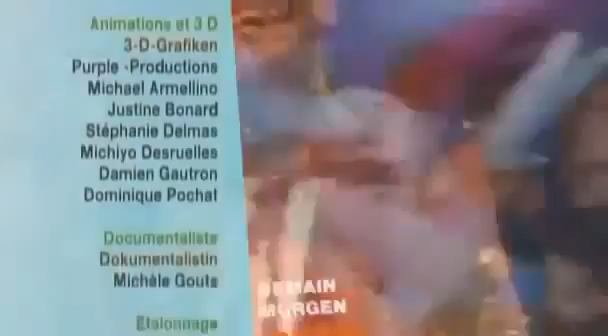 Animations et 3 D
3-D-Grafiken
Purple -Productions
Michael Armellino
Justine Bonard
Stéphanie Delmas
Michiyo Desruelles
Damien Gautron
Dominique Pochat
Documentaliste
Dokumentalistin
Michèle Gouts
Etalonnage
DEMAIN
MORGEN